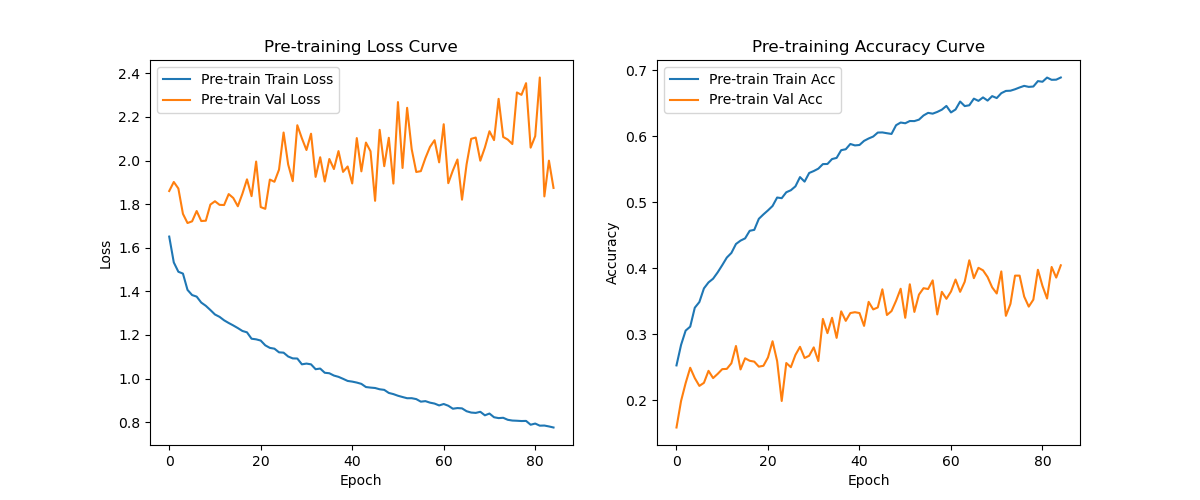 Pre-training Loss Curve
Pre-train Train Loss
Pre-train Val Loss
2.4
2.2
2.0
1.8
1.6
1.4
1.2
1.0
0.8
Loss
0
20
40
60
80
Epoch
Pre-training Accuracy Curve
Pre-train Train Acc
Pre-train Val Acc
0.7
0.6
0.5
0.4
0.3
0.2
Accuracy
0
20
40
60
80
Epoch